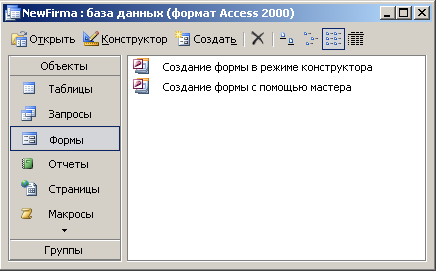 NewFirma : база данных (формат Access 2000)
Открыть Конструктор Создать
Объекты
Таблицы
Запросы
Формы
Отчеты
Страницы
Макросы
Группы
Создание формы в режиме конструктора
Создание формы с помощью мастера